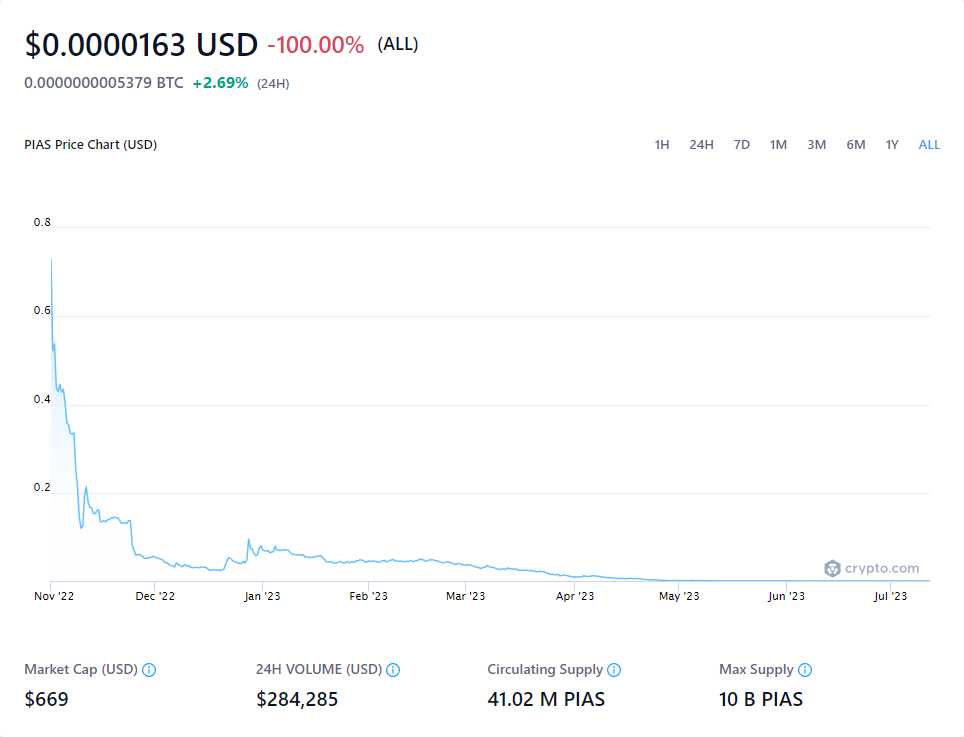 $0.0000163 USD -100.00% (ALL)
0.0000000005379 BTC +2.69% (24H)
PIAS Price Chart (USD) 1H 24H 7D 1M 3M 6M 1Y ALL
0.8
0.6
0.4
0.2
crypto.com
Nov '22 Dec '22 Jan '23 Feb '23 Mar '23 Apr '23 May '23 Jun '23 Jul '23
Market Cap (USD) 24H VOLUME (USD) Circulating Supply Max Supply
$669 $284,285 41.02 M PIAS 10 B PIAS